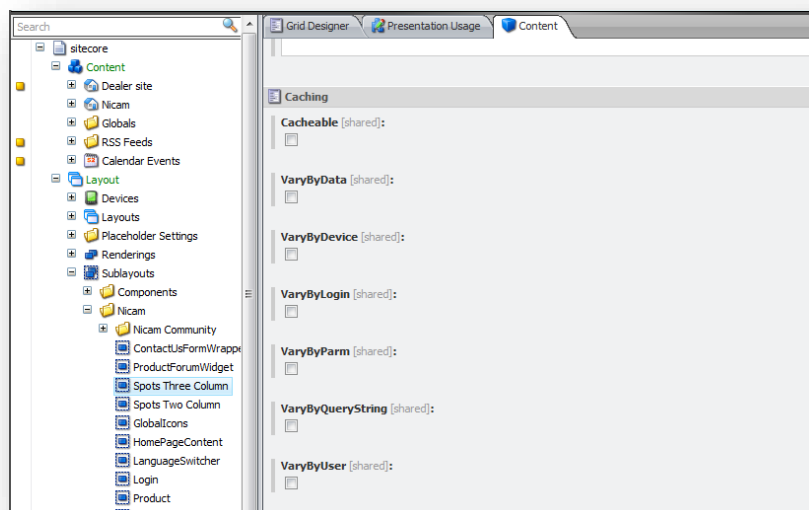 Search
sitecore
Content
Dealer site
Nicam
Globals
RSS Feeds
Calendar Events
Layout
Devices
Layouts
Placeholder Settings
Renderings
Sublayouts
Components
Nicam
Nicam Community
ContactUsFormWrappe
ProductForumWidget
Spots Three Column
Spots Two Column
GlobalIcons
HomePageContent
LanguageSwitcher
Login
Product
Grid Designer
Presentation Usage
Content
Caching
Cacheable [shared]:
VaryByData [shared]:
VaryByDevice [shared]:
VaryByLogin [shared]:
VaryByParm [shared]:
VaryByQueryString [shared]:
VaryByUser [shared]: